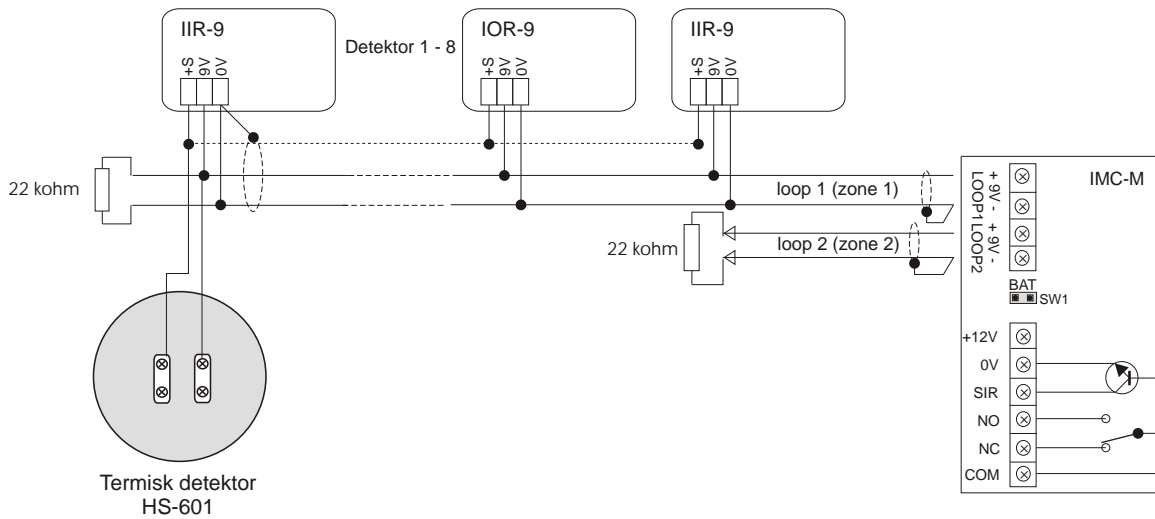 IIR-9
Detektor 1 - 8
IOR-9
IIR-9
+S
9V
0V
+S
9V
0V
+S
9V
0V
22 kohm
loop 1 (zone 1)
22 kohm
loop 2 (zone 2)
+ 9V - + 9V -
LOOP1 LOOP2
IMC-M
BAT
SW1
+12V
0V
SIR
NO
NC
COM
Termisk detektor
HS-601